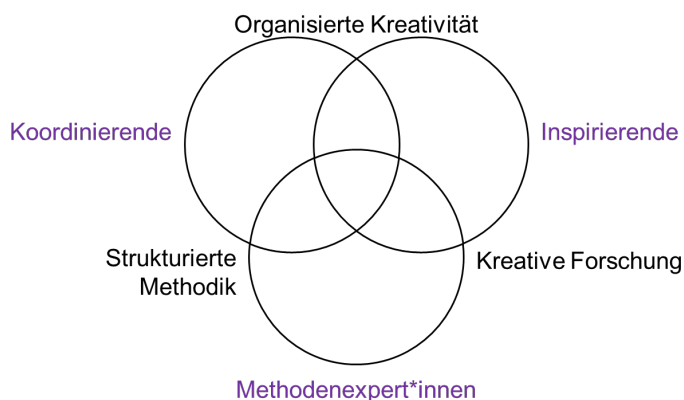 Organisierte Kreativität
Koordinierende
Inspirierende
Strukturierte
Methodik
Kreative Forschung
Methodenexpert*innen